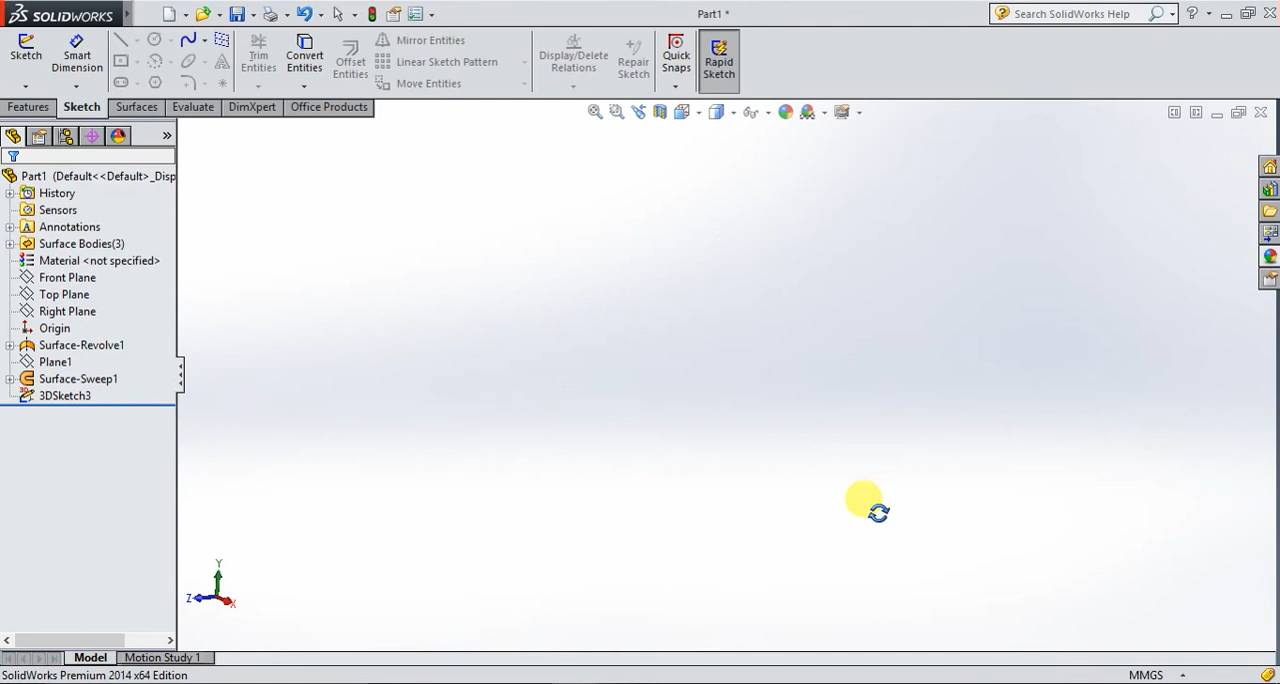 SOLIDWORKS
Part1 *
Search SolidWorks Help
Sketch
Smart Dimension
Trim Entities
Convert Entities
Offset Entities
Mirror Entities
Linear Sketch Pattern
Move Entities
Display/Delete Relations
Repair Sketch
Quick Snaps
Rapid Sketch
Features
Sketch
Surfaces
Evaluate
DimXpert
Office Products
Part1 (Default<<Default>_Disp
History
Sensors
Annotations
Surface Bodies(3)
Material <not specified>
Front Plane
Top Plane
Right Plane
Origin
Surface-Revolve1
Plane1
Surface-Sweep1
3DSketch3
Y
Z
X
Model
Motion Study 1
SolidWorks Premium 2014 x64 Edition
MMGS